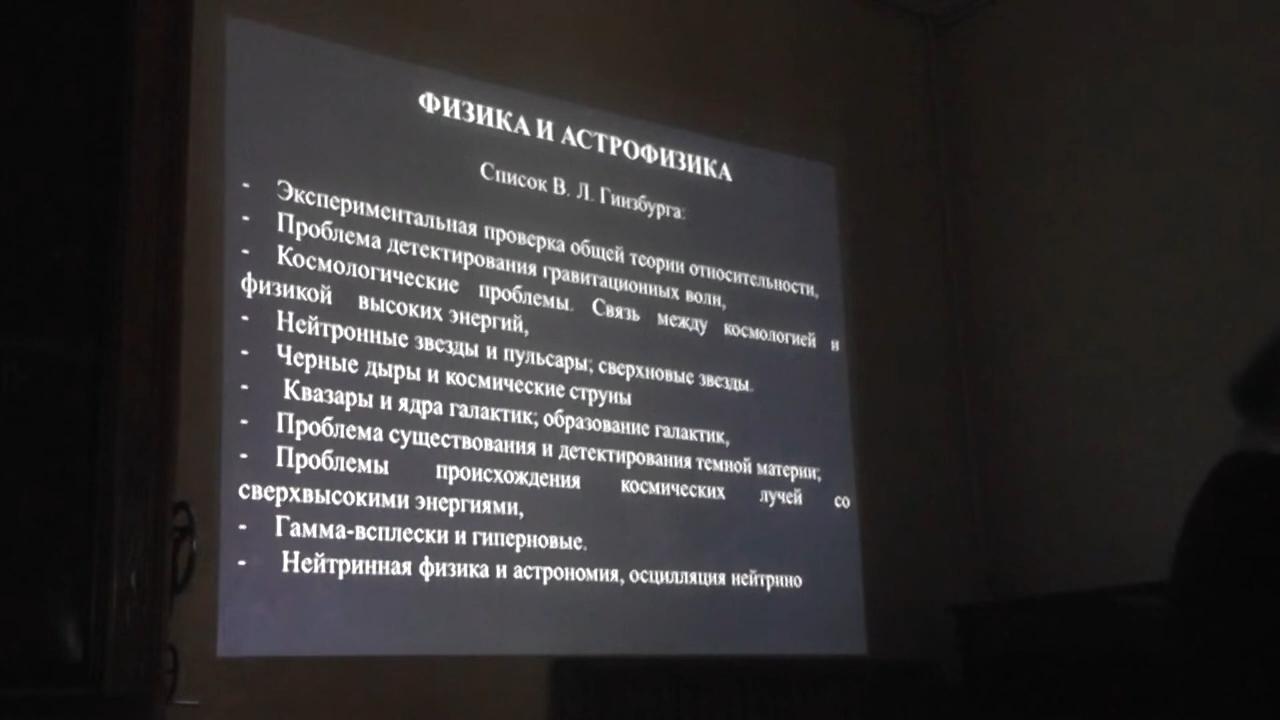 ФИЗИКА И АСТРОФИЗИКА
Список В. Л. Гинзбурга:
- Экспериментальная проверка общей теории относительности,
- Проблема детектирования гравитационных волн,
- Космологические проблемы. Связь между космологией и
физикой высоких энергий,
- Нейтронные звезды и пульсары; сверхновые звезды.
- Черные дыры и космические струны
- Квазары и ядра галактик; образование галактик,
- Проблема существования и детектирования темной материи;
- Проблемы происхождения космических лучей со
сверхвысокими энергиями,
- Гамма-всплески и гиперновые.
- Нейтринная физика и астрономия, осцилляция нейтрино